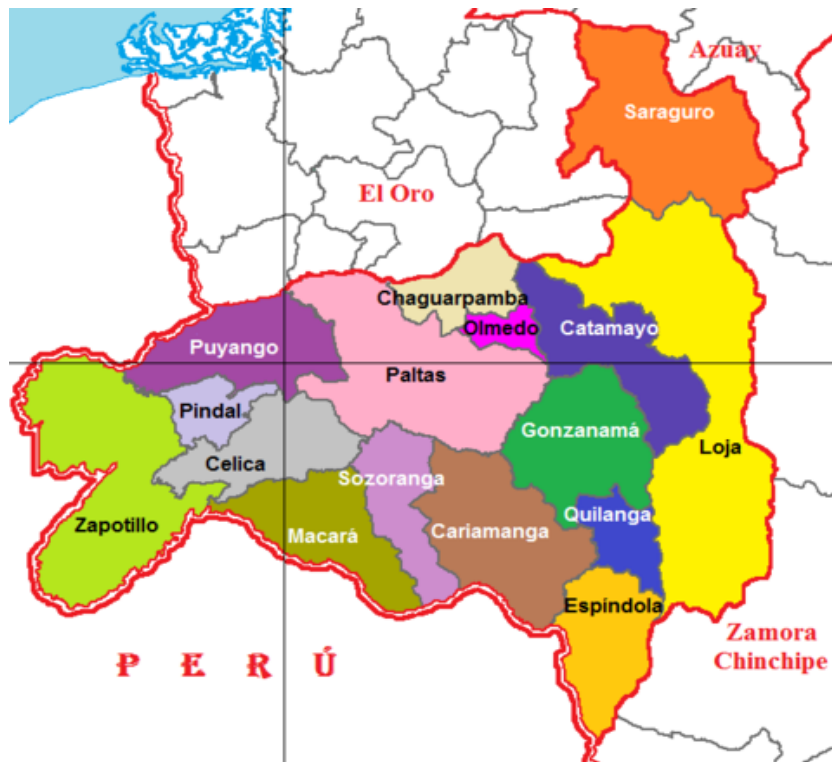 Azuay
Saraguro
El Oro
Chaguarpamba
Olmedo
Catamayo
Puyango
Paltas
Pindal
Gonzanamá
Loja
Celica
Sozoranga
Quilanga
Zapotillo
Macará
Cariamanga
Espíndola
Zamora
Chinchipe
P E R Ú